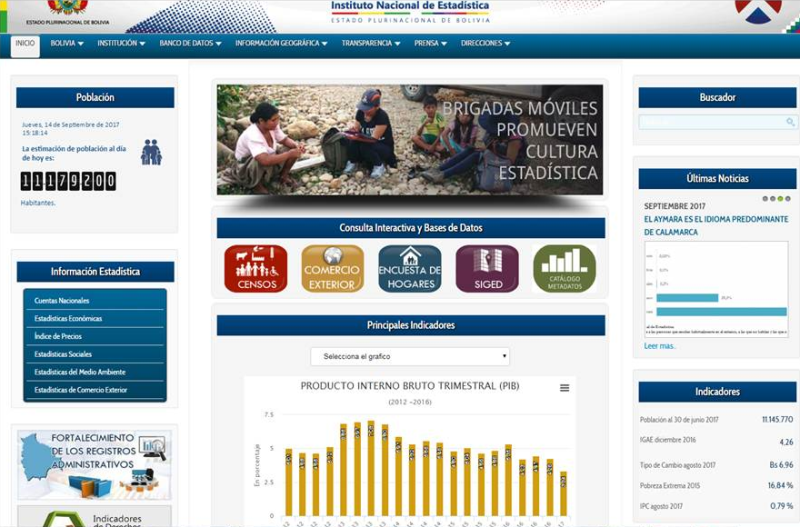 Instituto Nacional de Estadística
ESTADO PLURINACIONAL DE BOLIVIA
ESTADO PLURINACIONAL DE BOLIVIA
INICIO
BOLIVIA
INSTITUCIÓN
BANCO DE DATOS
INFORMACIÓN GEOGRÁFICA
TRANSPARENCIA
PRENSA
DIRECCIONES
Población
Jueves, 14 de Septiembre de 2017
15:18:14
La estimación de población al día
de hoy es:
11179200
Habitantes.
Información Estadística
Cuentas Nacionales
Estadísticas Económicas
Índice de Precios
Estadísticas Sociales
Estadísticas del Medio Ambiente
Estadísticas de Comercio Exterior
FORTALECIMIENTO
DE LOS REGISTROS
ADMINISTRATIVOS
Indicadores
BRIGADAS MÓVILES
PROMUEVEN
CULTURA
ESTADÍSTICA
Consulta Interactiva y Bases de Datos
CENSOS
COMERCIO
EXTERIOR
ENCUESTA DE
HOGARES
SIGED
CATÁLOGO
METADATOS
Principales Indicadores
Selecciona el grafico
PRODUCTO INTERNO BRUTO TRIMESTRAL (PIB)
(2012 -2016)
7.5
5
2.5
0
En porcentaje
Buscador
Últimas Noticias
SEPTIEMBRE 2017
EL AYMARA ES EL IDIOMA PREDOMINANTE
DE CALAMARCA
Leer mas.
Indicadores
Población al 30 de junio 2017 11.145.770
IGAE diciembre 2016 4,26
Tipo de Cambio agosto 2017 Bs 6,96
Pobreza Extrema 2015 16,84 %
IPC agosto 2017 0,79 %